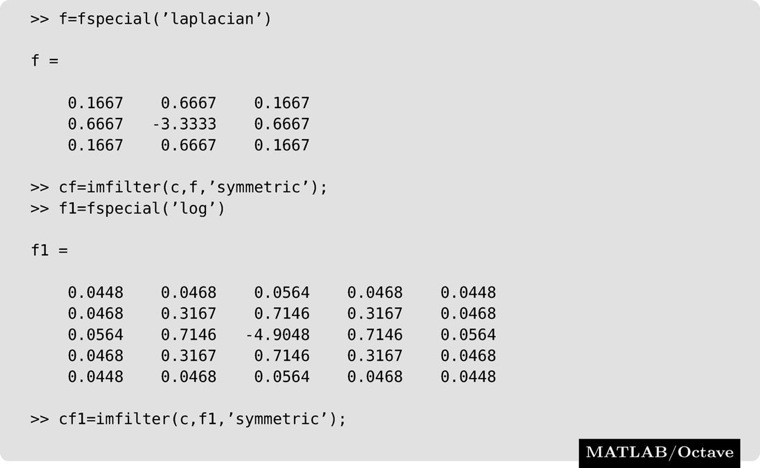 >> f=fspecial(’laplacian’)
f =
0.1667 0.6667 0.1667
0.6667 -3.3333 0.6667
0.1667 0.6667 0.1667
>> cf=imfilter(c,f,’symmetric’);
>> f1=fspecial(’log’)
f1 =
0.0448 0.0468 0.0564 0.0468 0.0448
0.0468 0.3167 0.7146 0.3167 0.0468
0.0564 0.7146 -4.9048 0.7146 0.0564
0.0468 0.3167 0.7146 0.3167 0.0468
0.0448 0.0468 0.0564 0.0468 0.0448
>> cf1=imfilter(c,f1,’symmetric’);
MATLAB/Octave